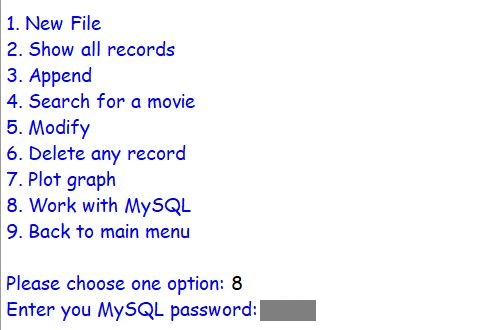 1. New File
2. Show all records
3. Append
4. Search for a movie
5. Modify
6. Delete any record
7. Plot graph
8. Work with MySQL
9. Back to main menu
Please choose one option: 8
Enter you MySQL password: